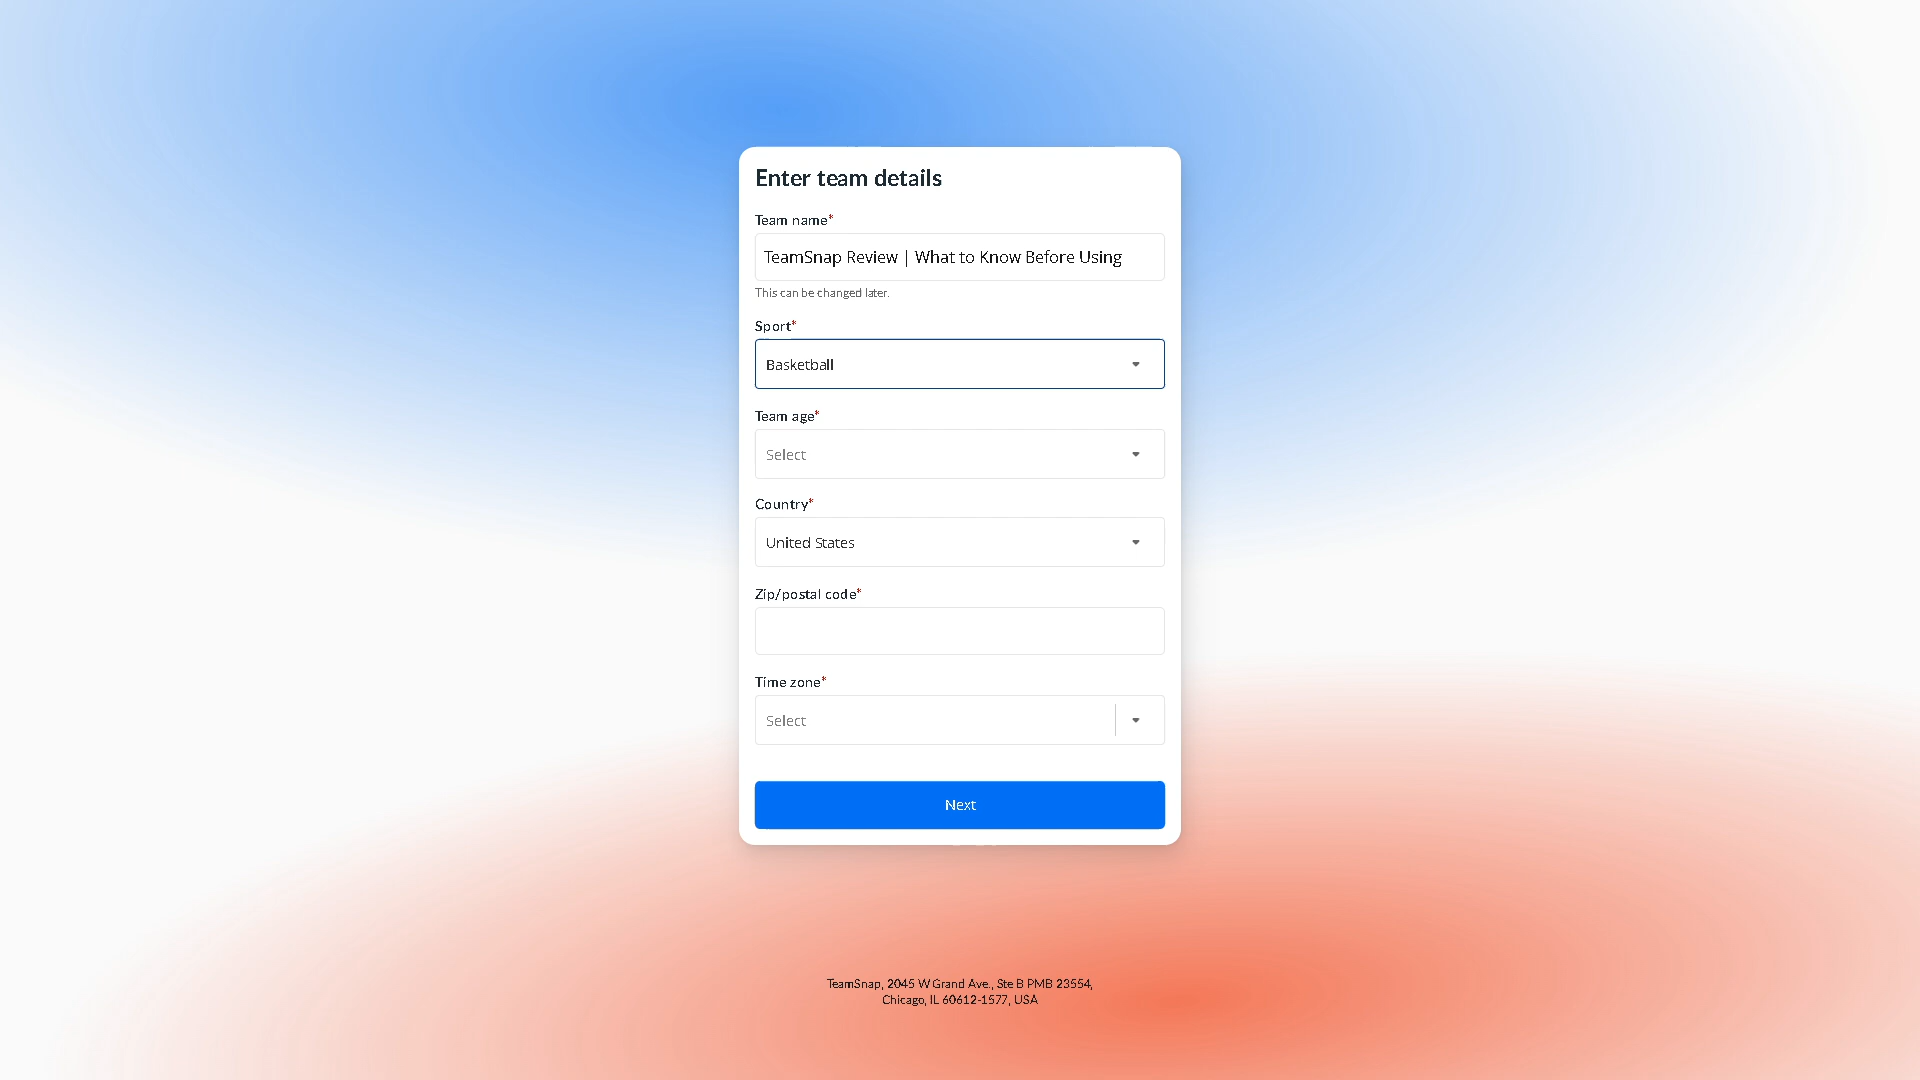 Enter team details
Team name*
TeamSnap Review | What to Know Before Using
This can be changed later.
Sport*
Basketball
Team age*
Select
Country*
United States
Zip/postal code*
Time zone*
Select
Next
TeamSnap, 2045 W Grand Ave., Ste B PMB 23554,
Chicago, IL 60612-1577, USA